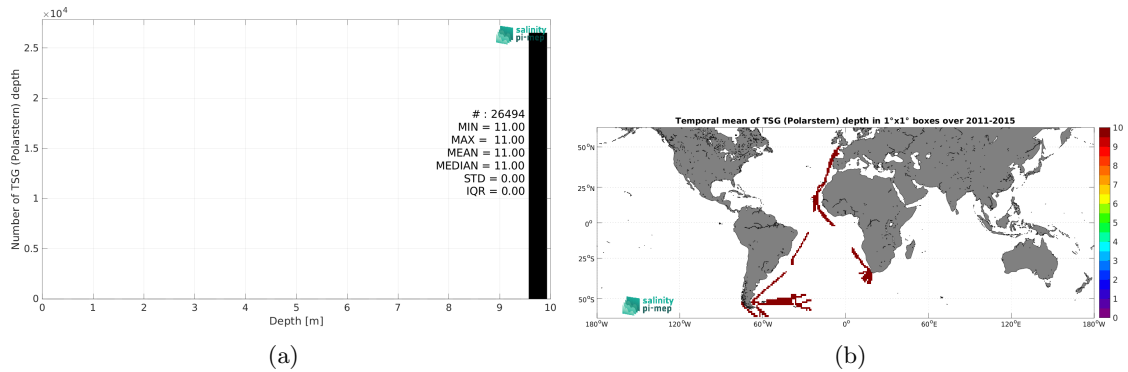 ×10⁴
salinity
pi-mep
Number of TSG (Polarstern) depth
2.5
2
1.5
1
0.5
0
# : 26494
MIN = 11.00
MAX = 11.00
MEAN = 11.00
MEDIAN = 11.00
STD = 0.00
IQR = 0.00
0 1 2 3 4 5 6 7 8 9 10
Depth [m]
(a)
Temporal mean of TSG (Polarstern) depth in 1°x1° boxes over 2011-2015
50°N
25°N
0°
25°S
50°S
180°W 120°W 60°W 0°E 60°E 120°E 180°E
salinity
pi-mep
10
9
8
7
6
5
4
3
2
1
0
(b)